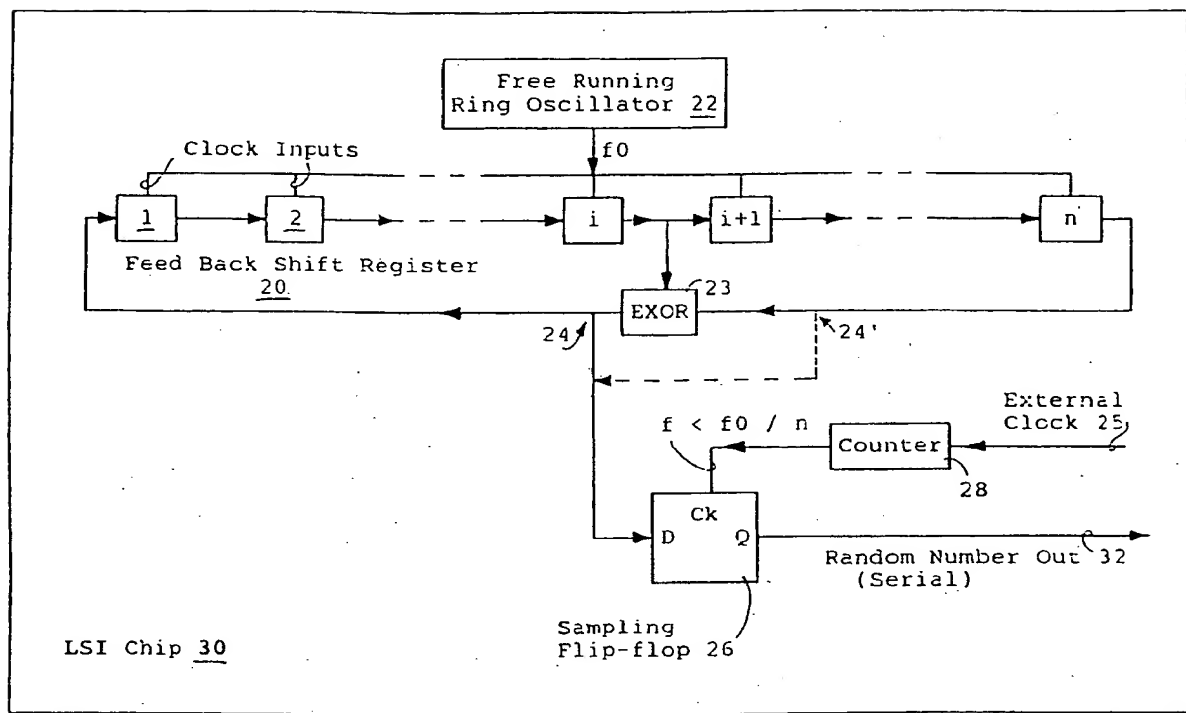 Free Running
Ring Oscillator 22
Clock Inputs
f0
1
2
i
i+1
n
Feed Back Shift Register
20
23
EXOR
24
24'
External
Clock 25
f < f0 / n
Counter
28
Ck
D Q
Random Number Out 32
(Serial)
Sampling
Flip-flop 26
LSI Chip 30